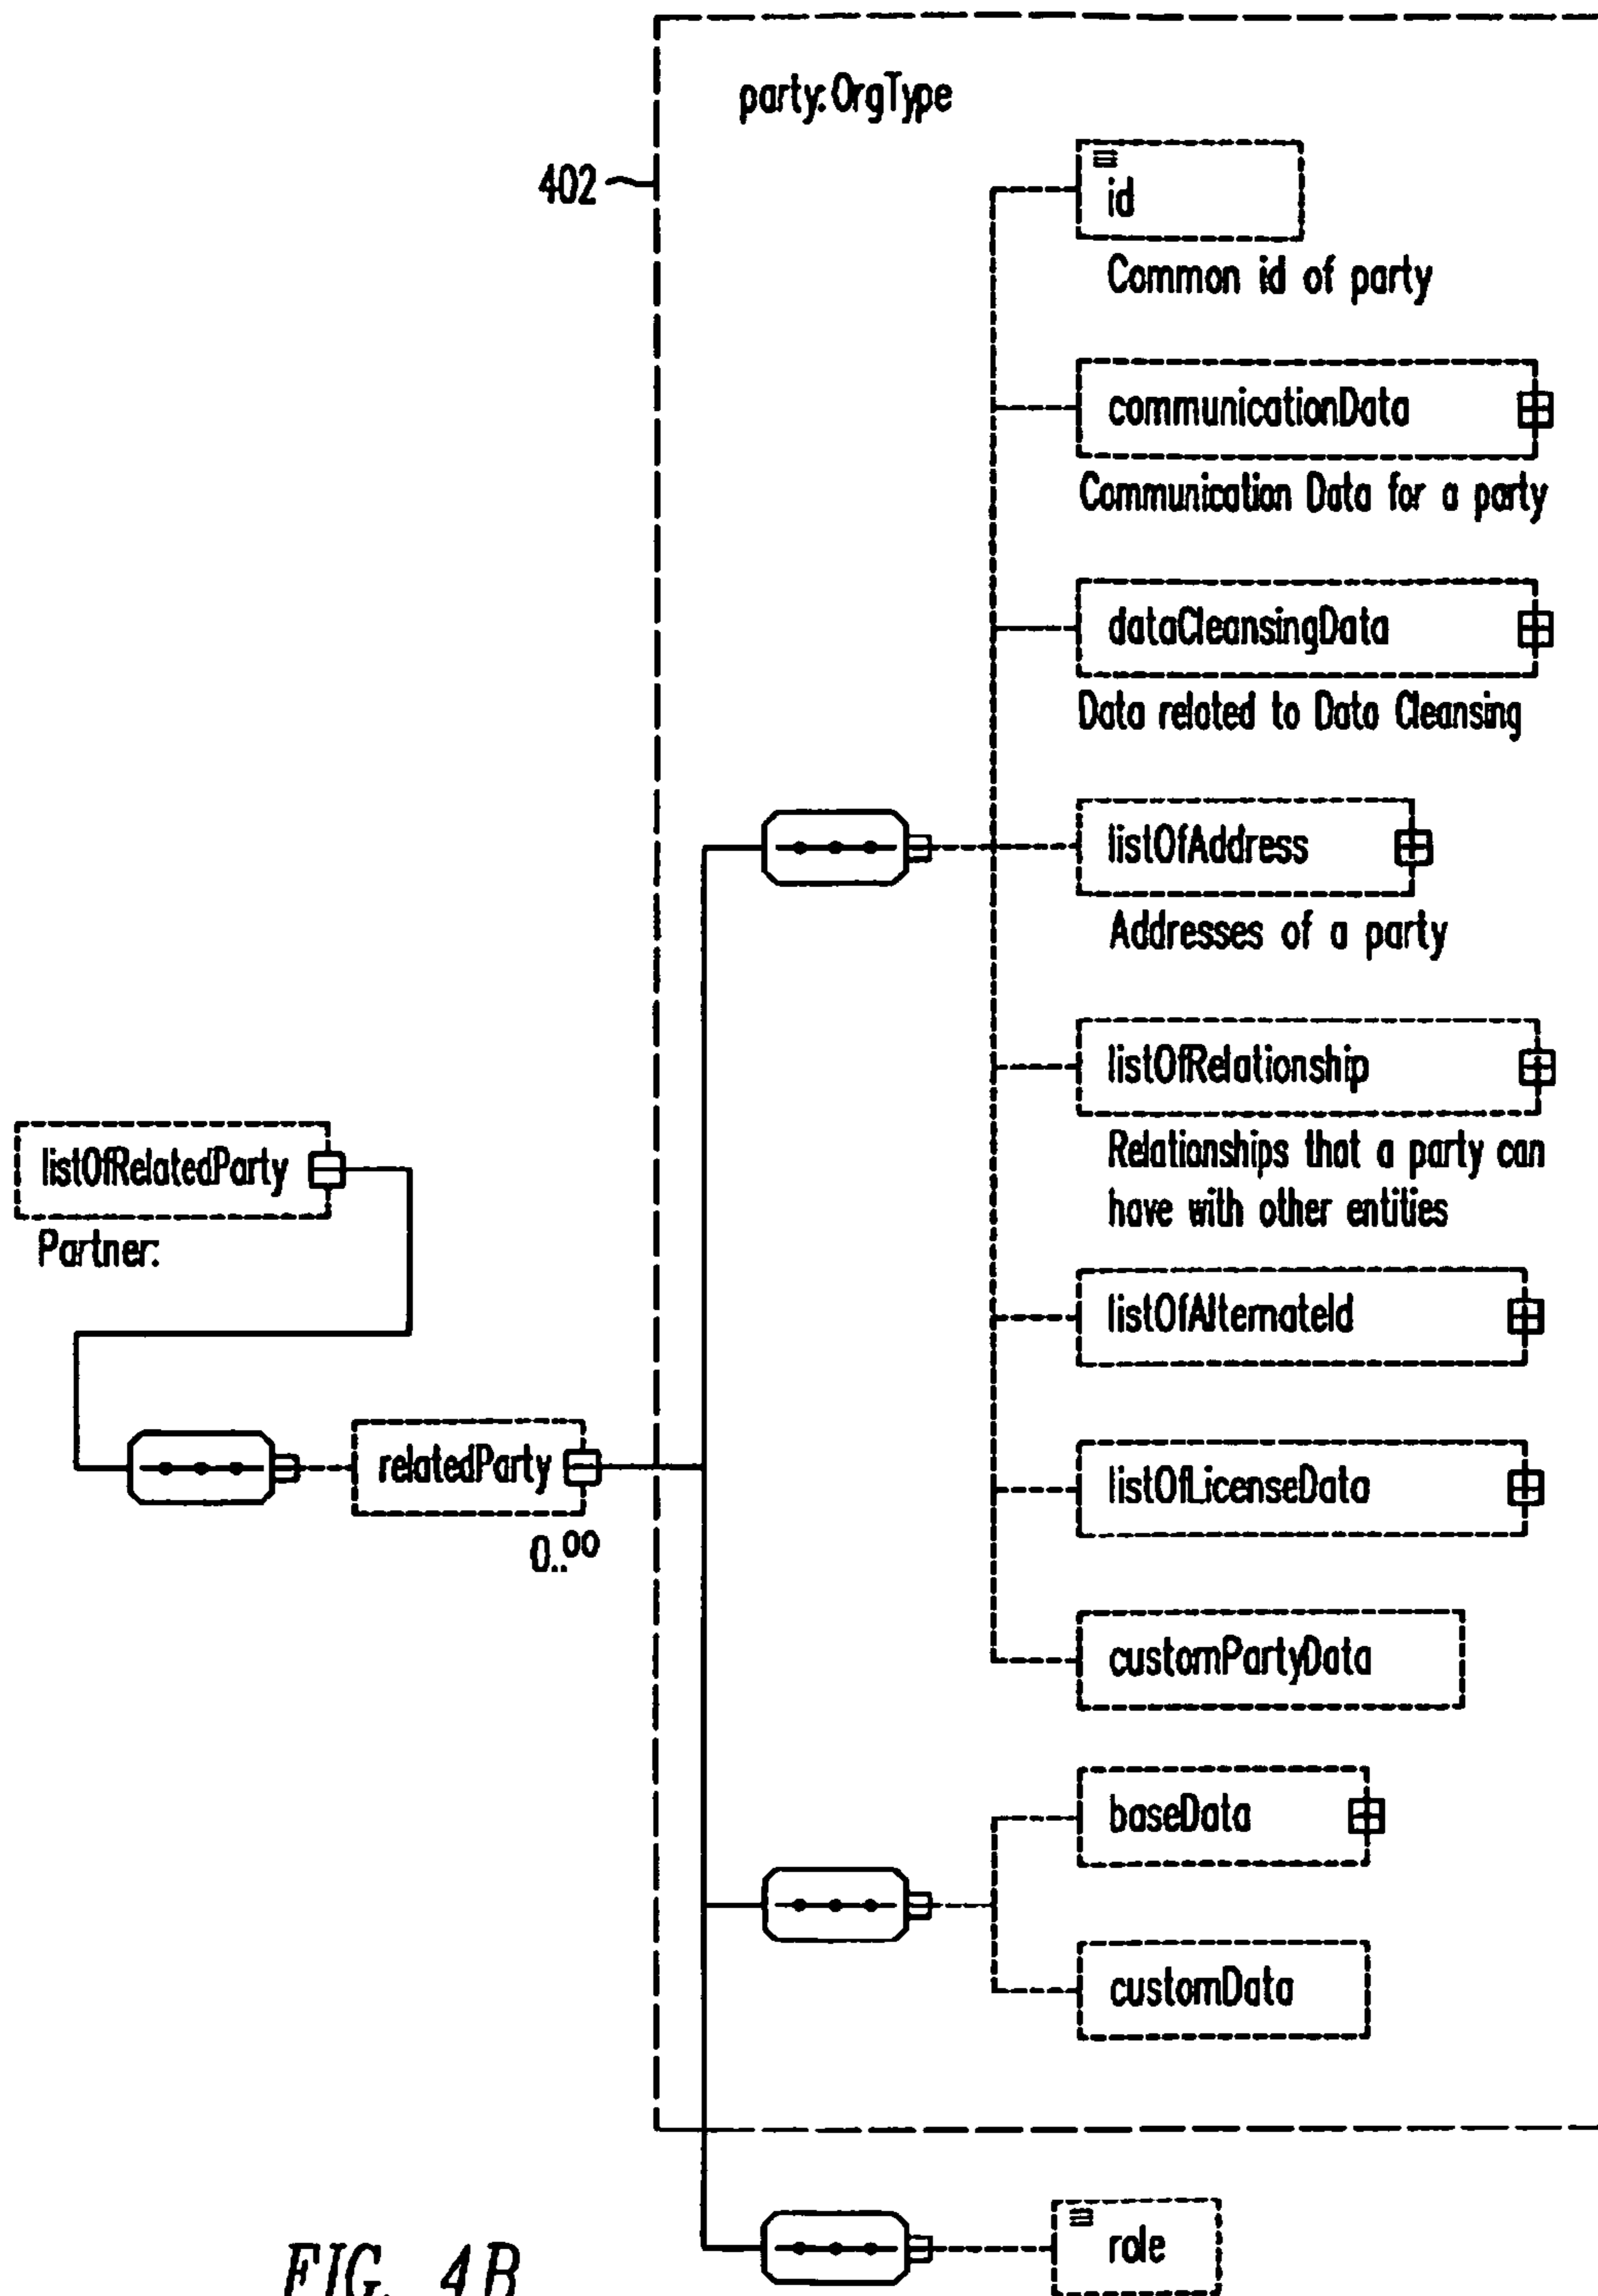 party:OrgType
402
id
Common id of party
communicationData
Communication Data for a party
dataCleansingData
Data related to Data Cleansing
listOfAddress
Addresses of a party
listOfRelationship
Relationships that a party can
have with other entities
listOfRelatedParty
Partner:
listOfAlternateId
relatedParty
0..∞
listOfLicenseData
customPartyData
baseData
customData
role
FIG. 4B